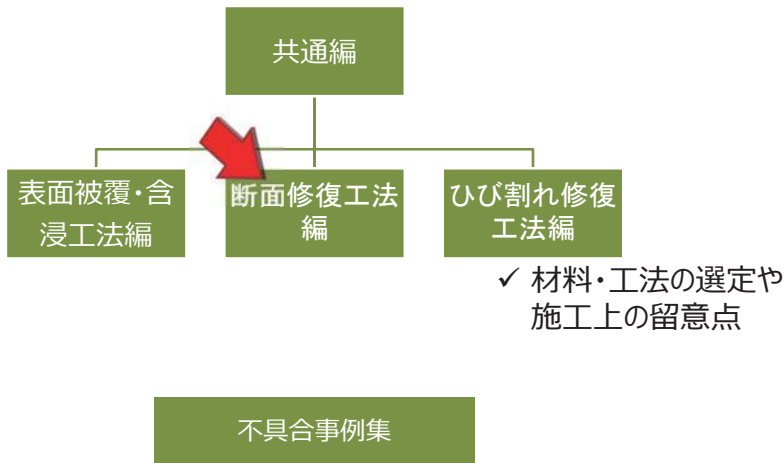 共通編
表面被覆・含
浸工法編
断面修復工法
編
ひび割れ修復
工法編
✓ 材料・工法の選定や
施工上の留意点
不具合事例集